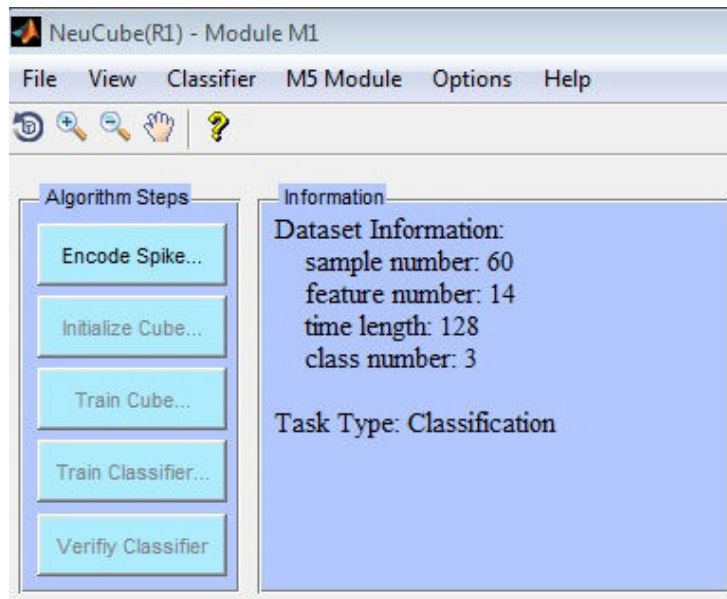 NeuCube(R1) - Module M1
File View Classifier M5 Module Options Help
Algorithm Steps
Encode Spike...
Initialize Cube...
Train Cube...
Train Classifier...
Verifiy Classifier
Information
Dataset Information:
sample number: 60
feature number: 14
time length: 128
class number: 3
Task Type: Classification